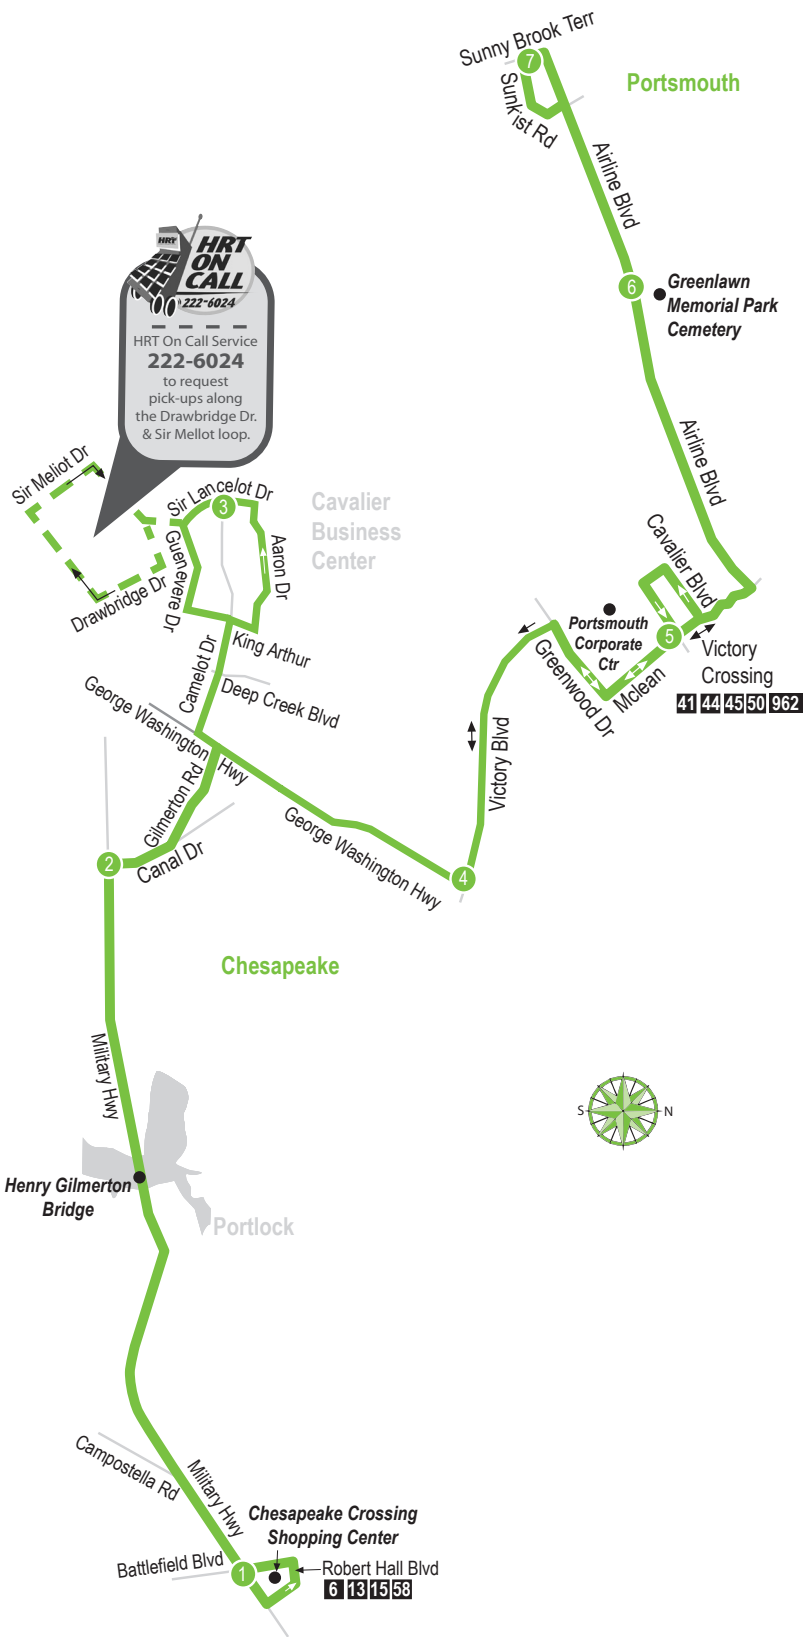 Sunny Brook Terr
7
Portsmouth
Sunkist Rd
Airline Blvd
6
Greenlawn
Memorial Park
Cemetery
HRT
HRT
ON
CALL
222-6024
HRT On Call Service
222-6024
to request
pick-ups along
the Drawbridge Dr.
& Sir Mellot loop.
Airline Blvd
Sir Meliot Dr
Sir Lancelot Dr
3
Cavalier
Business
Center
Guenevere Dr
Aaron Dr
Drawbridge Dr
Cavalier Blvd
Portsmouth
Corporate
Ctr
5
Victory
Crossing
41 44 45 50 962
Mclean
Greenwood Dr
King Arthur
Camelot Dr
Deep Creek Blvd
George Washington Hwy
Victory Blvd
Gilmerton Rd
Canal Dr
2
George Washington Hwy
4
Chesapeake
Military Hwy
S
N
Henry Gilmerton
Bridge
Portlock
Campostella Rd
Military Hwy
Chesapeake Crossing
Shopping Center
Battlefield Blvd
1
Robert Hall Blvd
6 13 15 58